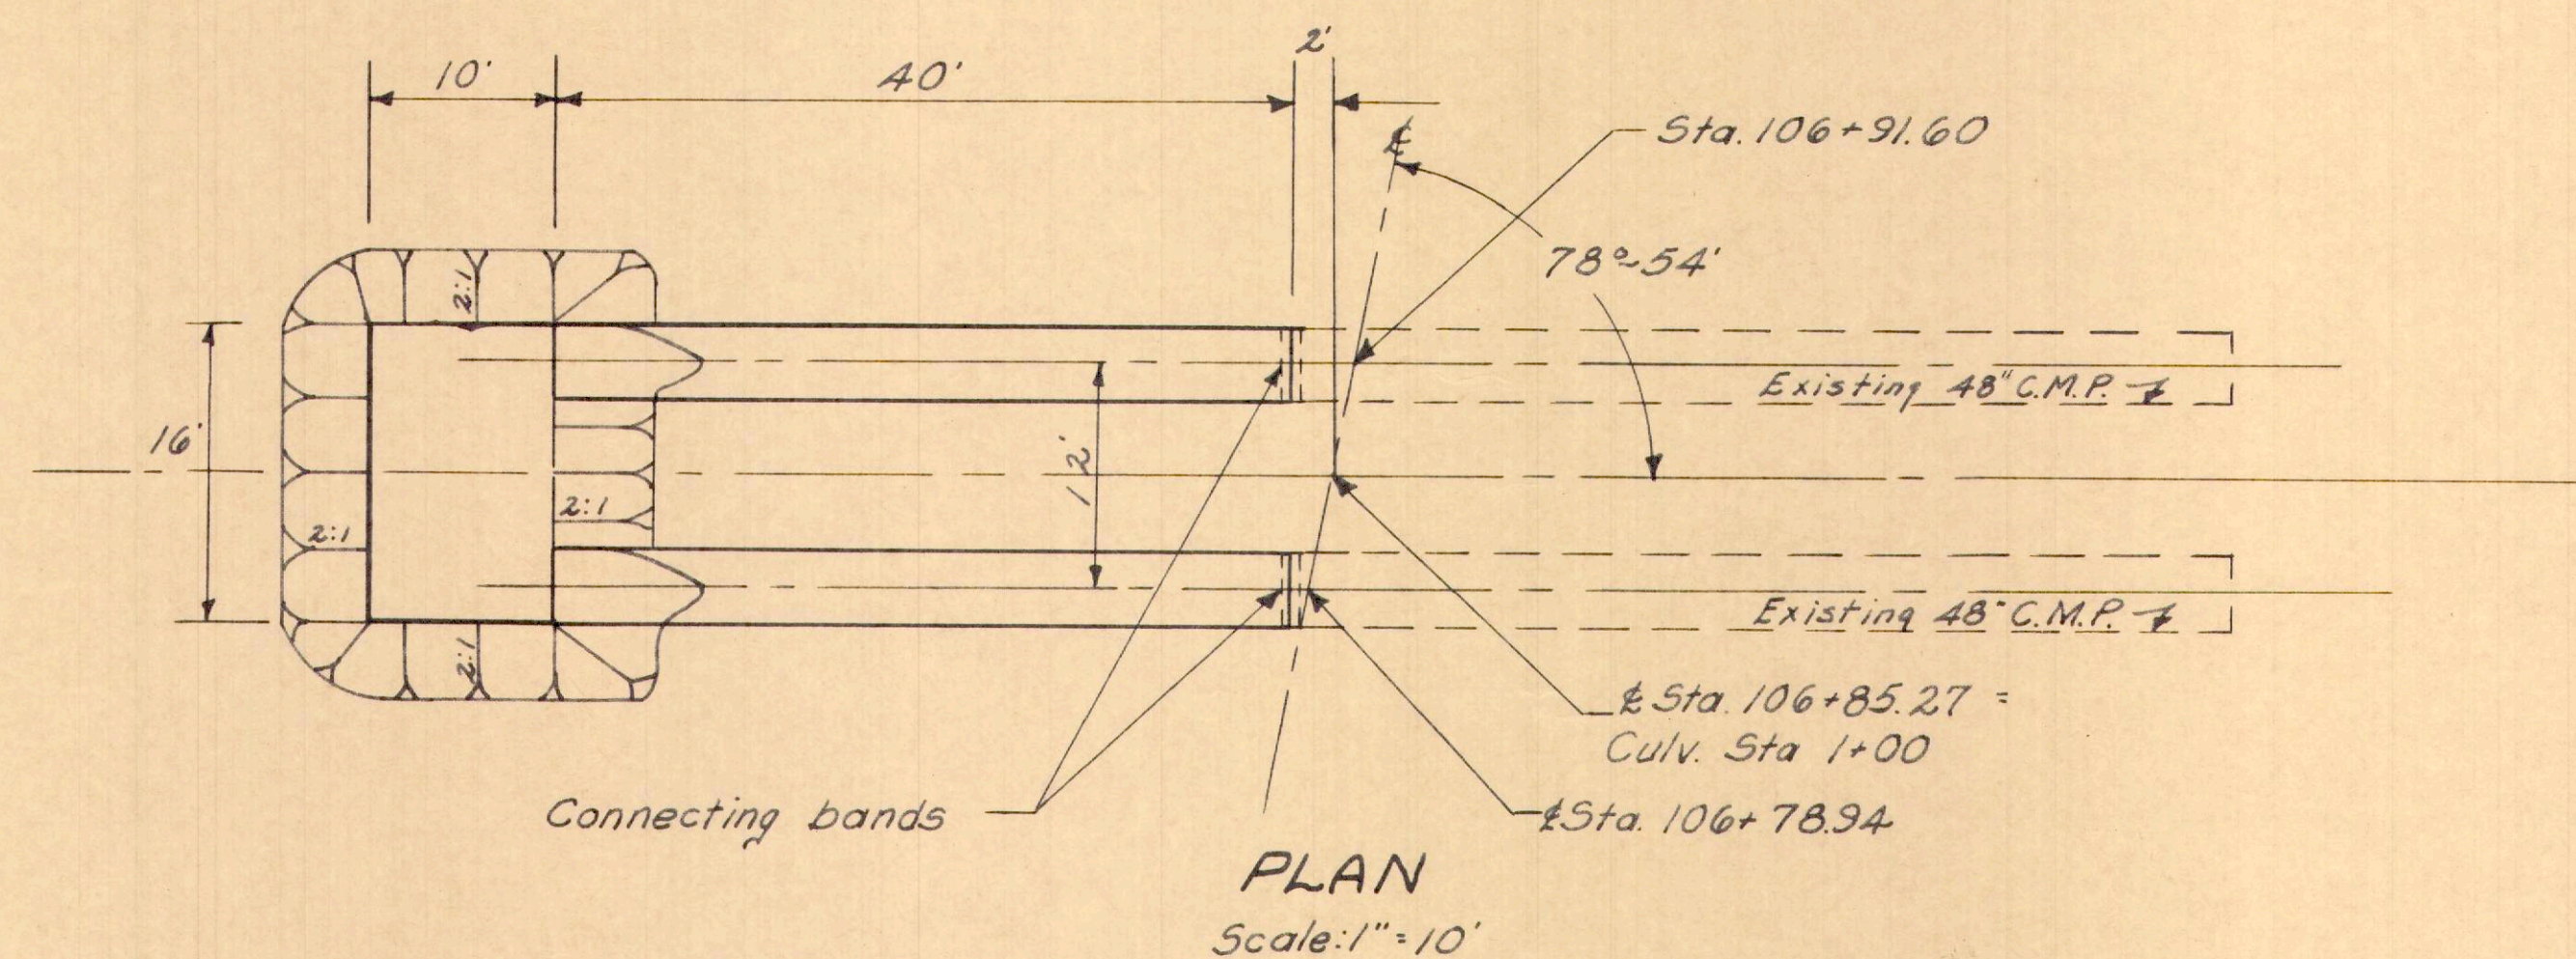 2'
10'
40'
℄
Sta. 106+91.60
78°-54'
2:1
Existing 48" C.M.P.
16'
12'
2:1
2:1
Existing 48" C.M.P.
2:1
℄ Sta. 106+85.27 =
Culv. Sta 1+00
Connecting bands
℄ Sta. 106+78.94
PLAN
Scale: 1" = 10'